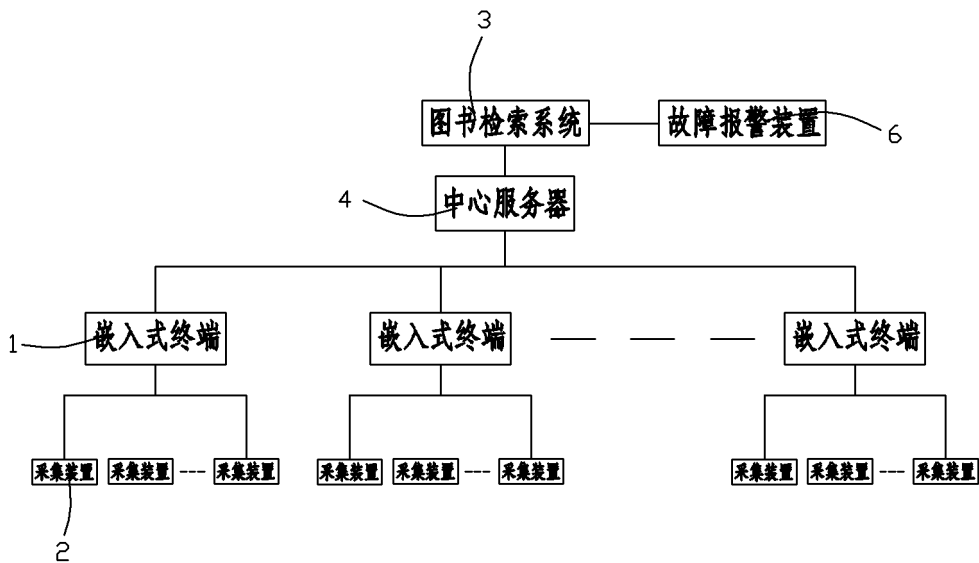 3
图书检索系统
故障报警装置
6
4
中心服务器
1
嵌入式终端
嵌入式终端
嵌入式终端
采集装置
采集装置
采集装置
采集装置
采集装置
采集装置
采集装置
采集装置
采集装置
2